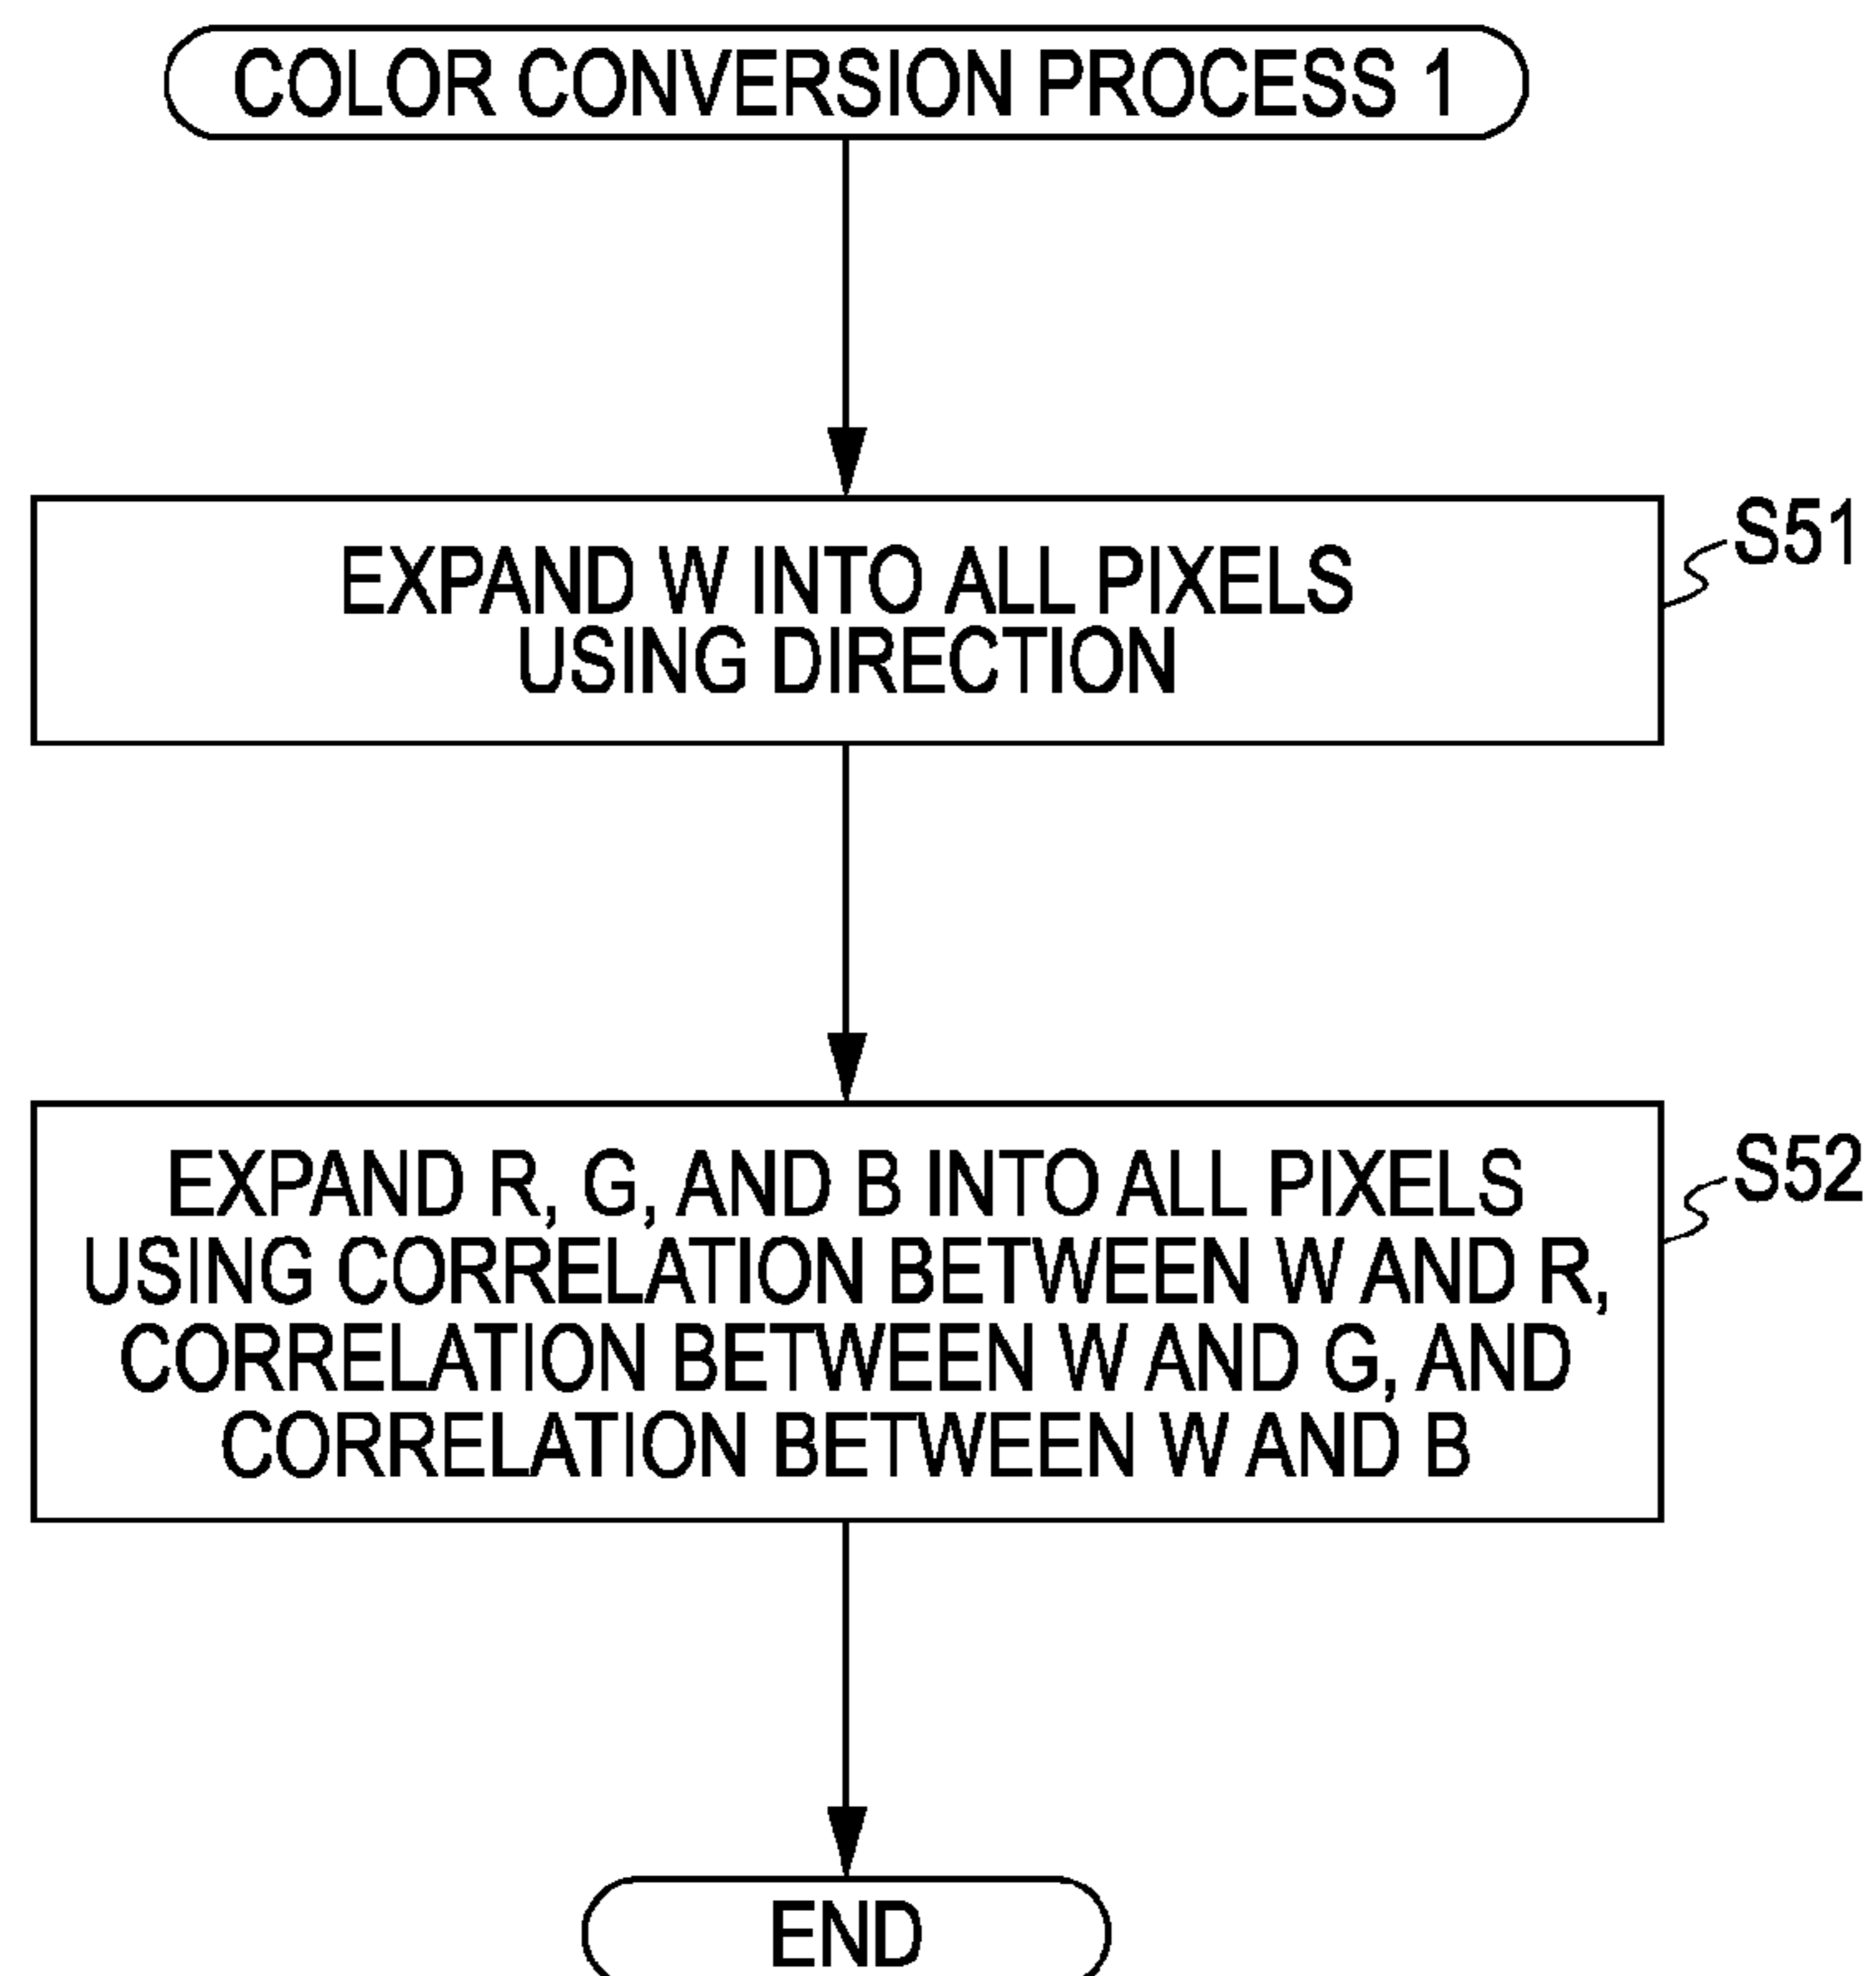 COLOR CONVERSION PROCESS 1
EXPAND W INTO ALL PIXELS
USING DIRECTION
S51
EXPAND R, G, AND B INTO ALL PIXELS
USING CORRELATION BETWEEN W AND R,
CORRELATION BETWEEN W AND G, AND
CORRELATION BETWEEN W AND B
S52
END